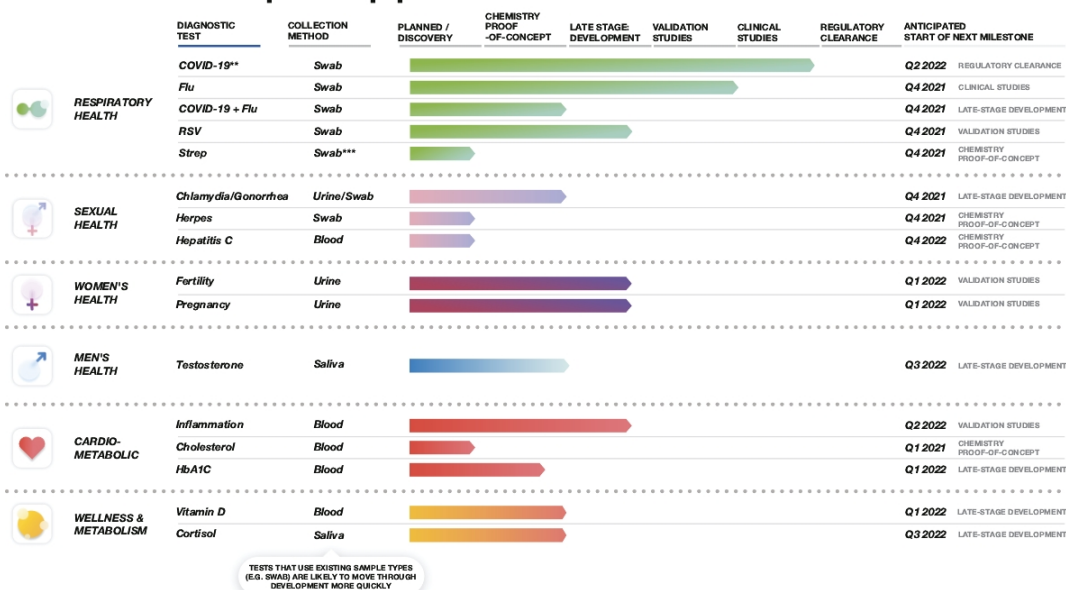 DIAGNOSTIC TEST
COLLECTION METHOD
PLANNED / DISCOVERY
CHEMISTRY PROOF -OF-CONCEPT
LATE STAGE: DEVELOPMENT
VALIDATION STUDIES
CLINICAL STUDIES
REGULATORY CLEARANCE
ANTICIPATED START OF NEXT MILESTONE
RESPIRATORY HEALTH
COVID-19** Swab Q2 2022 REGULATORY CLEARANCE
Flu Swab Q4 2021 CLINICAL STUDIES
COVID-19 + Flu Swab Q4 2021 LATE-STAGE DEVELOPMENT
RSV Swab Q4 2021 VALIDATION STUDIES
Strep Swab*** Q4 2021 CHEMISTRY PROOF-OF-CONCEPT
SEXUAL HEALTH
Chlamydia/Gonorrhea Urine/Swab Q4 2021 LATE-STAGE DEVELOPMENT
Herpes Swab Q4 2021 CHEMISTRY PROOF-OF-CONCEPT
Hepatitis C Blood Q4 2022 CHEMISTRY PROOF-OF-CONCEPT
WOMEN'S HEALTH
Fertility Urine Q1 2022 VALIDATION STUDIES
Pregnancy Urine Q1 2022 VALIDATION STUDIES
MEN'S HEALTH
Testosterone Saliva Q3 2022 LATE-STAGE DEVELOPMENT
CARDIO-METABOLIC
Inflammation Blood Q2 2022 VALIDATION STUDIES
Cholesterol Blood Q1 2021 CHEMISTRY PROOF-OF-CONCEPT
HbA1C Blood Q1 2022 LATE-STAGE DEVELOPMENT
WELLNESS & METABOLISM
Vitamin D Blood Q1 2022 LATE-STAGE DEVELOPMENT
Cortisol Saliva Q3 2022 LATE-STAGE DEVELOPMENT
TESTS THAT USE EXISTING SAMPLE TYPES
(E.G. SWAB) ARE LIKELY TO MOVE THROUGH
DEVELOPMENT MORE QUICKLY